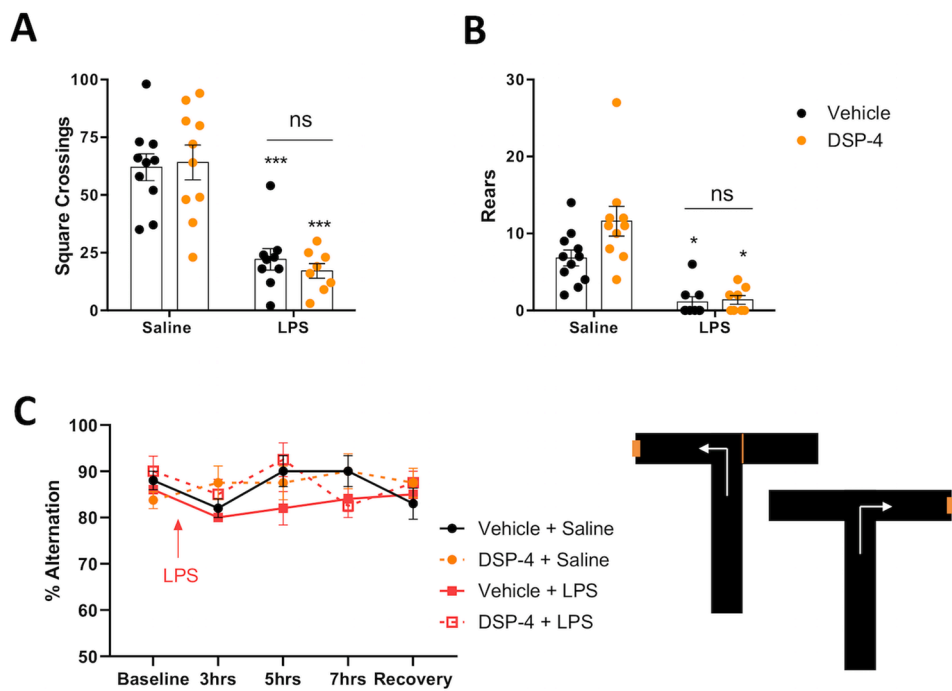 A
Square Crossings
100
75
50
25
0
ns
***
***
Saline
LPS
B
Rears
30
20
10
0
ns
*
*
Saline
LPS
Vehicle
DSP-4
C
% Alternation
100
90
80
70
60
50
LPS
Baseline 3hrs 5hrs 7hrs Recovery
Vehicle + Saline
DSP-4 + Saline
Vehicle + LPS
DSP-4 + LPS